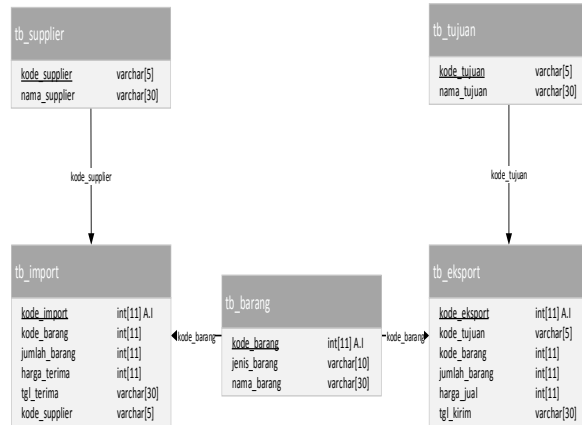 tb_supplier
kode_supplier varchar[5]
nama_supplier varchar[30]
tb_tujuan
kode_tujuan varchar[5]
nama_tujuan varchar[30]
kode_supplier
kode_tujuan
tb_import
kode_import int[11] A.I
kode_barang int[11]
jumlah_barang int[11]
harga_terima int[11]
tgl_terima varchar[30]
kode_supplier varchar[5]
kode_barang
tb_barang
kode_barang int[11] A.I
jenis_barang varchar[10]
nama_barang varchar[30]
kode_barang
tb_eksport
kode_eksport int[11] A.I
kode_tujuan varchar[5]
kode_barang int[11]
jumlah_barang int[11]
harga_jual int[11]
tgl_kirim varchar[30]